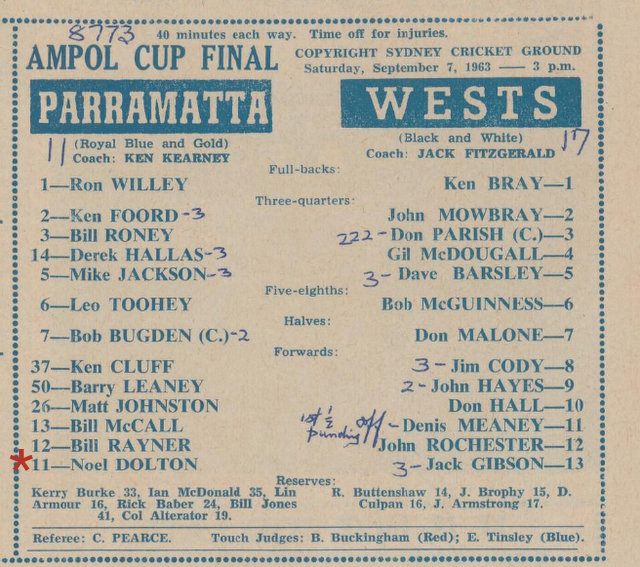 8773 40 minutes each way. Time off for injuries.
AMPOL CUP FINAL COPYRIGHT SYDNEY CRICKET GROUND
Saturday, September 7, 1963 — 3 p.m.
PARRAMATTA WESTS
(Royal Blue and Gold) (Black and White)
11 Coach: KEN KEARNEY Coach: JACK FITZGERALD 17
Full-backs:
1—Ron WILLEY Ken BRAY—1
Three-quarters:
2—Ken FOORD-3 John MOWBRAY—2
3—Bill RONEY 222-Don PARISH (C.)—3
14—Derek HALLAS-3 Gil McDOUGALL—4
5—Mike JACKSON-3 3-Dave BARSLEY—5
Five-eighths:
6—Leo TOOHEY Bob McGUINNESS—6
Halves:
7—Bob BUGDEN (C.)-2 Don MALONE—7
Forwards:
37—Ken CLUFF 3-Jim CODY—8
50—Barry LEANEY 2-John HAYES—9
26—Matt JOHNSTON Don HALL—10
13—Bill McCALL 1st ½ off-Denis MEANEY—11
12—Bill RAYNER John ROCHESTER—12
*11—Noel DOLTON 3-Jack GIBSON—13
Reserves:
Kerry Burke 33, Ian McDonald 35, Lin R. Buttenshaw 14, J. Brophy 15, D.
Armour 16, Rick Baber 24, Bill Jones Culpan 16, J. Armstrong 17.
41, Col Alterator 19.
Referee: C. PEARCE. Touch Judges: B. Buckingham (Red); E. Tinsley (Blue).